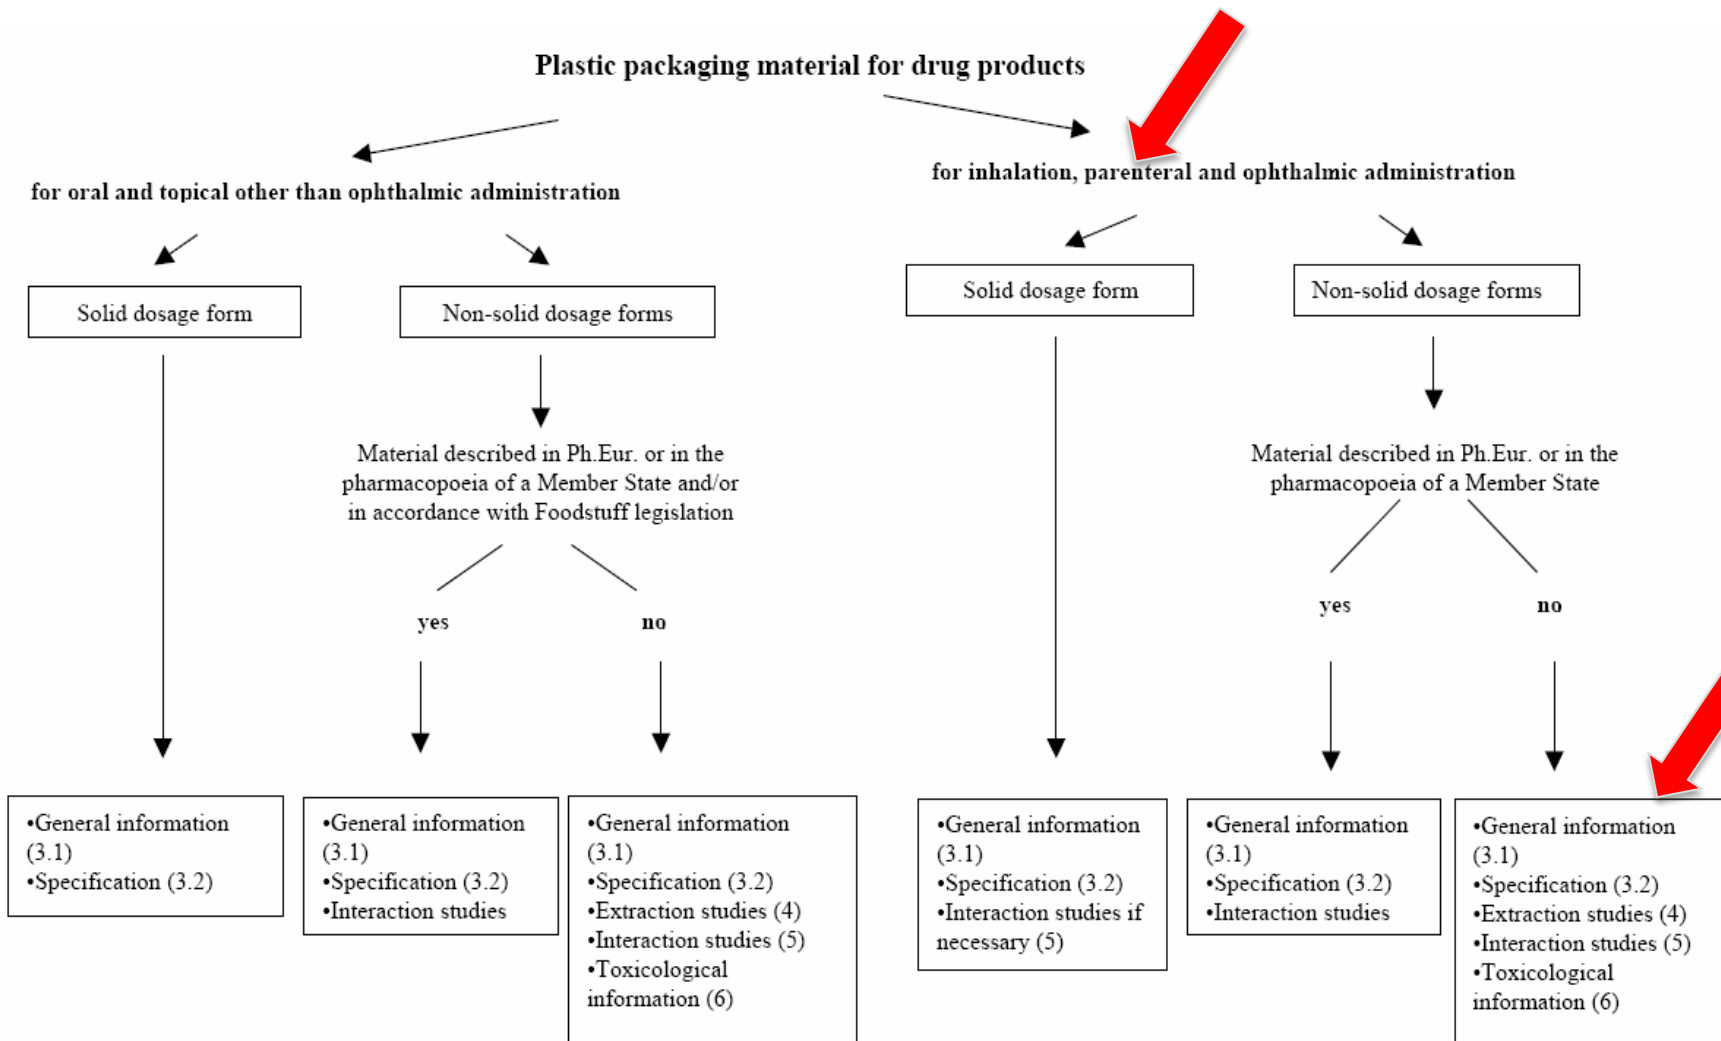 Plastic packaging material for drug products
for oral and topical other than ophthalmic administration
for inhalation, parenteral and ophthalmic administration
Solid dosage form
Non-solid dosage forms
Solid dosage form
Non-solid dosage forms
Material described in Ph.Eur. or in the
pharmacopoeia of a Member State and/or
in accordance with Foodstuff legislation
Material described in Ph.Eur. or in the
pharmacopoeia of a Member State
yes
no
yes
no
•General information
(3.1)
•Specification (3.2)
•General information
(3.1)
•Specification (3.2)
•Interaction studies
•General information
(3.1)
•Specification (3.2)
•Extraction studies (4)
•Interaction studies (5)
•Toxicological
information (6)
•General information
(3.1)
•Specification (3.2)
•Interaction studies if
necessary (5)
•General information
(3.1)
•Specification (3.2)
•Interaction studies
•General information
(3.1)
•Specification (3.2)
•Extraction studies (4)
•Interaction studies (5)
•Toxicological
information (6)